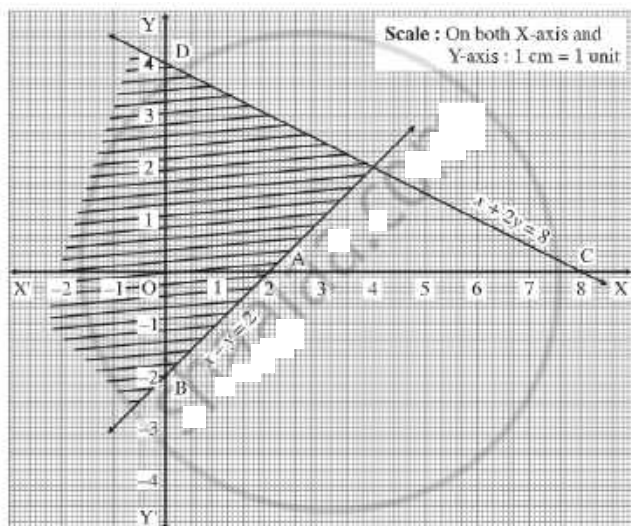 Y
Scale : On both X-axis and
Y-axis : 1 cm = 1 unit
D
4
3
2
1
x + 2y = 8
A
C
X' -2 -1 O 1 2 3 4 5 6 7 8 X
-1
x - y = 2
-2 B
-3
-4
Y'